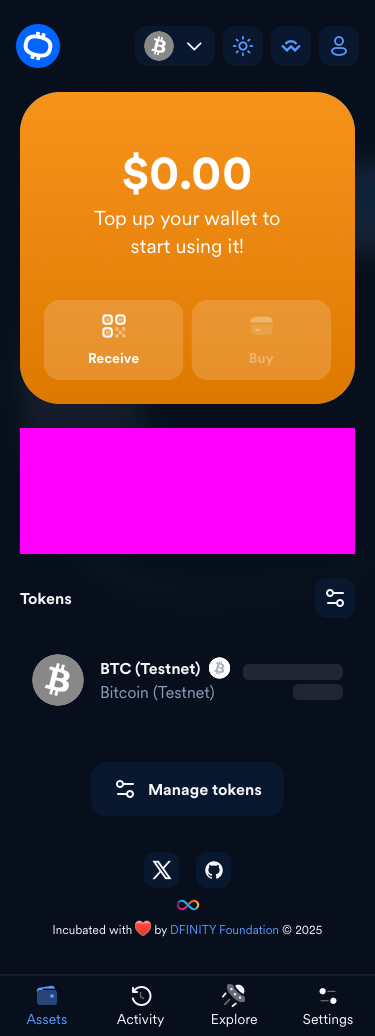 $0.00
Top up your wallet to
start using it!
Receive
Buy
Tokens
BTC (Testnet)
Bitcoin (Testnet)
Manage tokens
Incubated with ❤️ by DFINITY Foundation © 2025
Assets
Activity
Explore
Settings